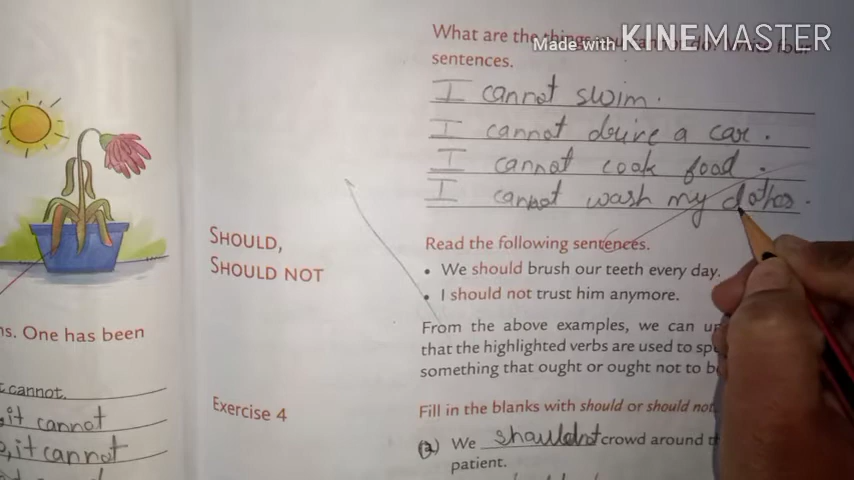 What are the things
Made with KINEMASTER
sentences.
I cannot swim.
I cannot drive a car.
I cannot cook food.
I cannot wash my clothes.
SHOULD,
SHOULD NOT
Read the following sentences.
• We should brush our teeth every day.
• I should not trust him anymore.
From the above examples, we can
that the highlighted verbs are used to
something that ought or ought not to
ns. One has been
cannot.
it cannot
it cannot
Exercise 4
Fill in the blanks with should or should not.
(a) We shouldnot crowd around
patient.